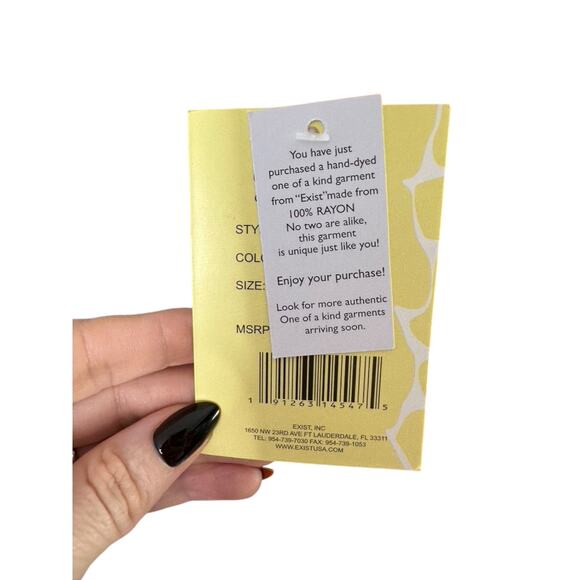 You have just
purchased a hand-dyed
one of a kind garment
from "Exist"made from
100% RAYON
No two are alike,
this garment
is unique just like you!
Enjoy your purchase!
Look for more authentic
One of a kind garments
arriving soon.
STY
COLO
SIZE:
MSRP
1 91263 14547 5
EXIST, INC
1650 NW 23RD AVE FT LAUDERDALE, FL 33311
TEL: 954-739-7030 FAX: 954-739-1053
WWW.EXISTUSA.COM